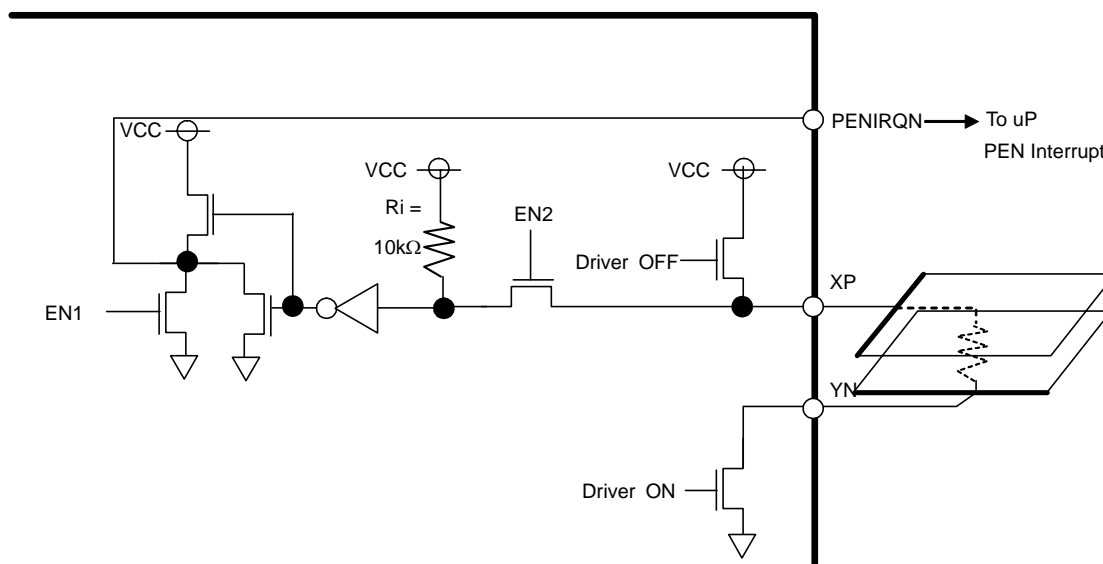 PENIRQN
To uP
PEN Interrupt
VCC
VCC
VCC
Ri =
10kΩ
EN2
Driver OFF
XP
EN1
YN
Driver ON